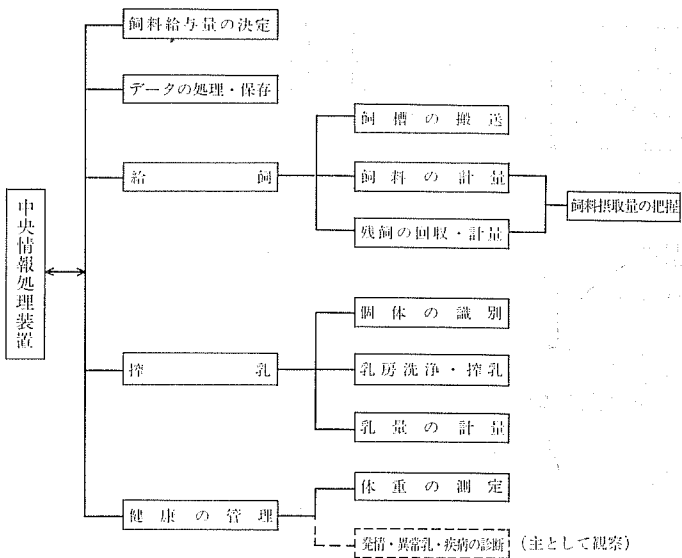 中央情報処理装置
飼料給与量の決定
データの処理・保存
給飼
飼槽の搬送
飼料の計量
残飼の回収・計量
飼料摂取量の把握
搾乳
個体の識別
乳房洗浄・搾乳
乳量の計量
健康の管理
体重の測定
発情・異常乳・疾病の診断 (主として観察)